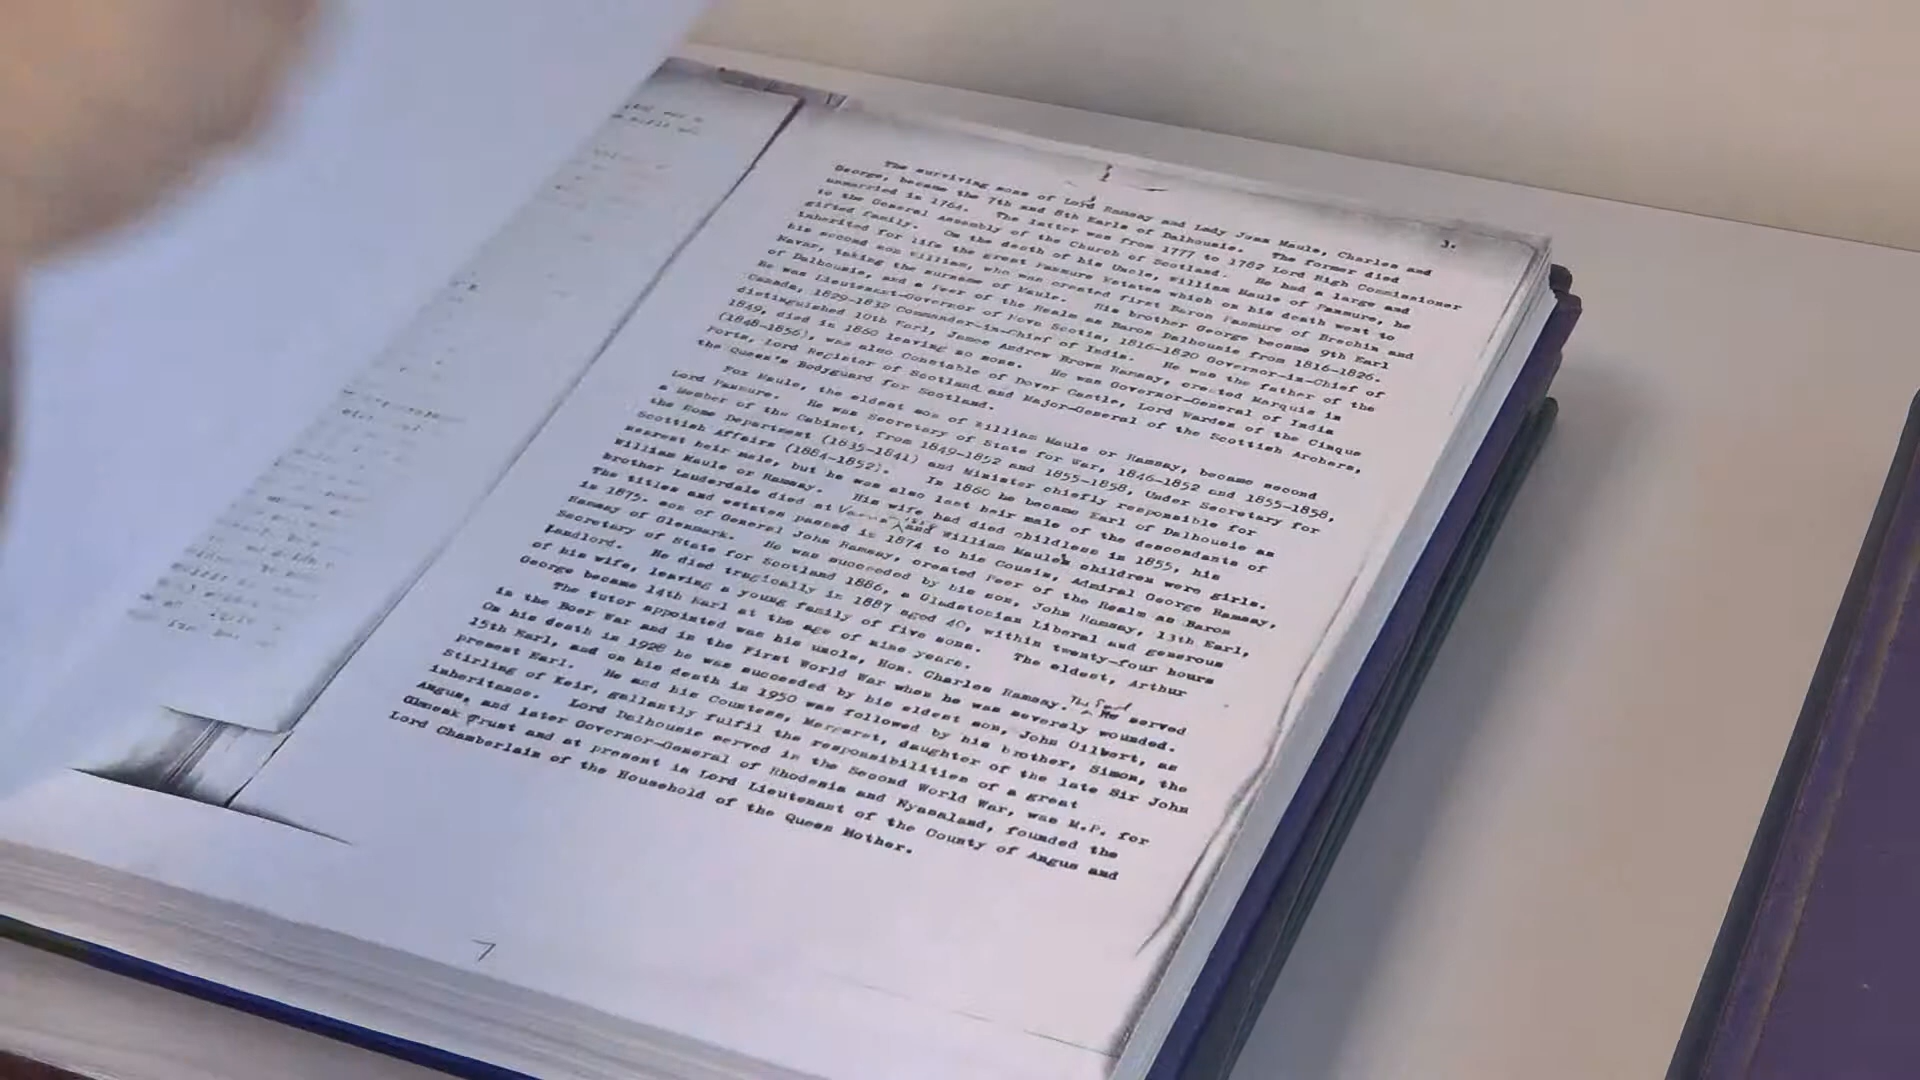 3.
The surviving sons of Lord Ramsay and Lady Jean Maule, Charles and
George, became the 7th and 8th Earls of Dalhousie. The former died
unmarried in 1764. The latter was from 1777 to 1782 Lord High Commissioner
to the General Assembly of the Church of Scotland. He had a large and
gifted family. On the death of his Uncle, William Maule of Panmure, he
inherited for life the great Panmure Estates which on his death went to
his second son William, who was created first Baron Panmure of Brechin and
Navar, taking the surname of Maule. His brother George became 9th Earl
of Dalhousie, and a Peer of the Realm as Baron Dalhousie from 1816-1826.
He was Lieutenant-Governor of Nova Scotia, 1816-1820 Governor-in-Chief of
Canada, 1829-1832 Commander-in-Chief of India. He was the father of the
distinguished 10th Earl, James Andrew Brown Ramsay, created Marquis in
1849, died in 1860 leaving no sons. He was Governor-General of India
(1848-1856), was also Constable of Dover Castle, Lord Warden of the Cinque
Ports, Lord Register of Scotland and Major-General of the Scottish Archers,
the Queen's Bodyguard for Scotland.
Fox Maule, the eldest son of William Maule or Ramsay, became second
Lord Panmure. He was Secretary of State for War, 1846-1852 and 1855-1858,
a Member of the Cabinet, from 1849-1852 and 1855-1858, Under Secretary for
the Home Department (1835-1841) and Minister chiefly responsible for
Scottish Affairs (1884-1852). In 1860 he became Earl of Dalhousie as
nearest heir male, but he was also last heir male of the descendants of
William Maule or Ramsay. His wife had died childless in 1855, his
brother Lauderdale died at and William Maule's children were girls.
The titles and estates passed in 1874 to his Cousin, Admiral George Ramsay,
in 1875. son of General John Ramsay, created Peer of the Realm as Baron
Ramsay of Glenmark. He was succeeded by his son, John Ramsay, 13th Earl,
Secretary of State for Scotland 1886, a Gladstonian Liberal and generous
Landlord. He died tragically in 1887 aged 40, within twenty-four hours
of his wife, leaving a young family of five sons. The eldest, Arthur
George became 14th Earl at the age of nine years.
The tutor appointed was his uncle, Hon. Charles Ramsay. He served
in the Boer War and in the First World War when he was severely wounded.
On his death in 1928 he was succeeded by his eldest son, John Gilbert, as
15th Earl, and on his death in 1950 was followed by his brother, Simon, the
present Earl. He and his Countess, Margaret, daughter of the late Sir John
Stirling of Keir, gallantly fulfil the responsibilities of a great
inheritance. Lord Dalhousie served in the Second World War, was M.P. for
Angus, and later Governor-General of Rhodesia and Nyasaland, founded the
Trust and at present is Lord Lieutenant of the County of Angus and
Lord Chamberlain of the Household of the Queen Mother.